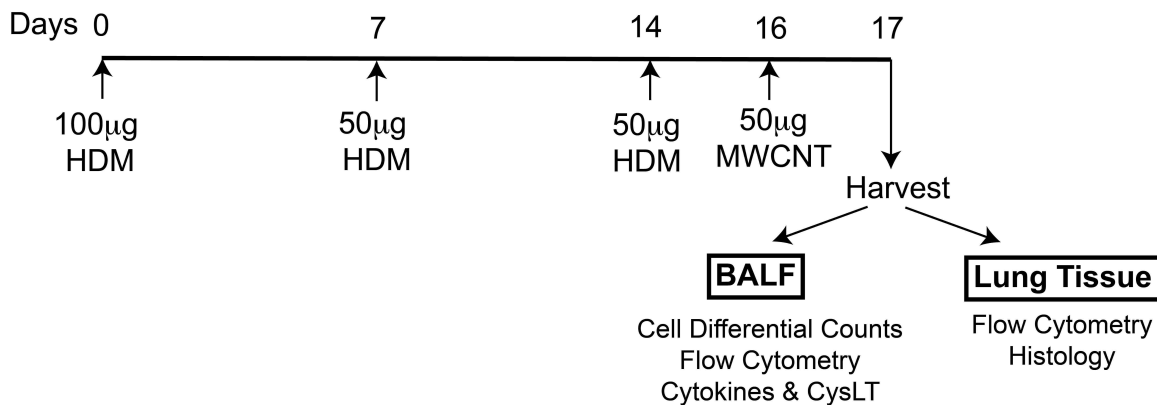 Days 0 7 14 16 17
100μg 50μg 50μg 50μg
HDM HDM HDM MWCNT
Harvest
BALF Lung Tissue
Cell Differential Counts Flow Cytometry
Flow Cytometry Histology
Cytokines & CysLT